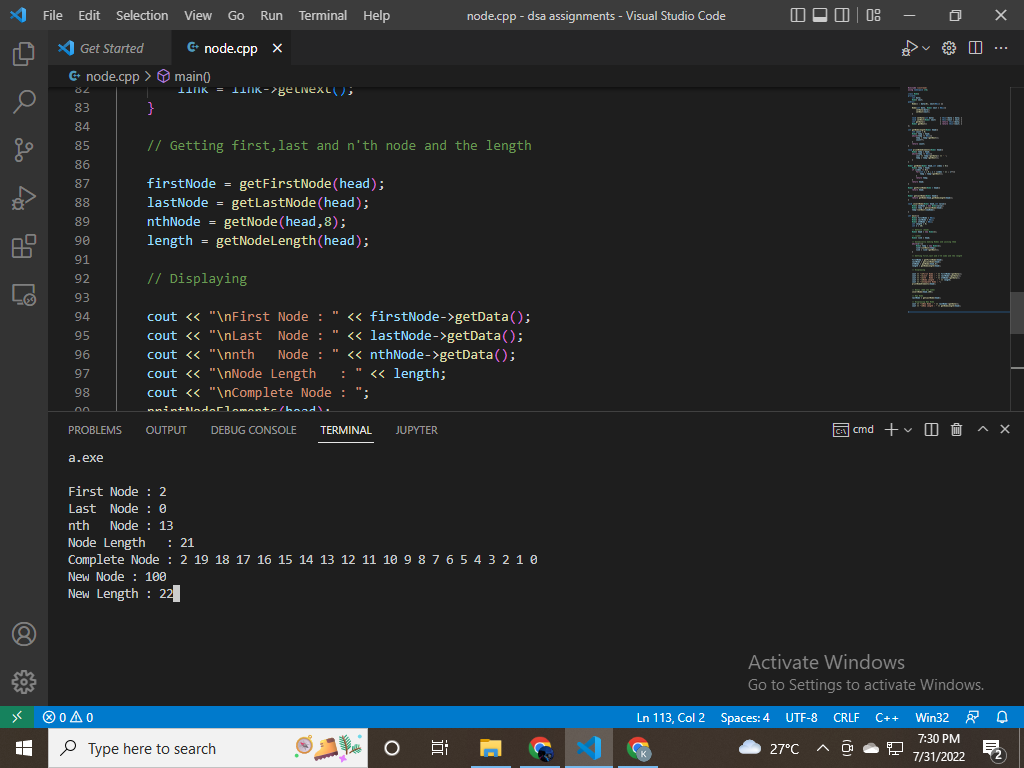 File Edit Selection View Go Run Terminal Help node.cpp - dsa assignments - Visual Studio Code
Get Started node.cpp
node.cpp > main()
82 link = link->getNext();
83 }
84
85 // Getting first,last and n'th node and the length
86
87 firstNode = getFirstNode(head);
88 lastNode = getLastNode(head);
89 nthNode = getNode(head,8);
90 length = getNodeLength(head);
91
92 // Displaying
93
94 cout << "\nFirst Node : " << firstNode->getData();
95 cout << "\nLast  Node : " << lastNode->getData();
96 cout << "\nnth   Node : " << nthNode->getData();
97 cout << "\nNode Length   : " << length;
98 cout << "\nComplete Node : ";
99 printNodeElements(head);
PROBLEMS OUTPUT DEBUG CONSOLE TERMINAL JUPYTER cmd
a.exe
First Node : 2
Last  Node : 0
nth   Node : 13
Node Length   : 21
Complete Node : 2 19 18 17 16 15 14 13 12 11 10 9 8 7 6 5 4 3 2 1 0
New Node : 100
New Length : 22
Activate Windows
Go to Settings to activate Windows.
0 0 Ln 113, Col 2 Spaces: 4 UTF-8 CRLF C++ Win32
Type here to search 27°C 7:30 PM
7/31/2022 2